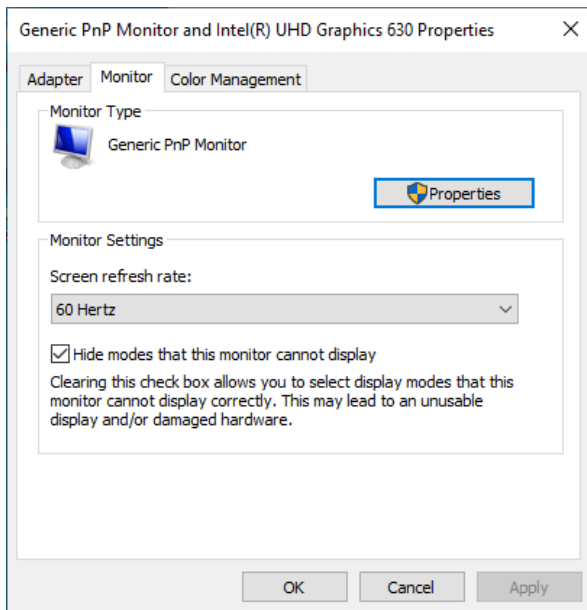 Generic PnP Monitor and Intel(R) UHD Graphics 630 Properties
Adapter Monitor Color Management
Monitor Type
Generic PnP Monitor
Properties
Monitor Settings
Screen refresh rate:
60 Hertz
Hide modes that this monitor cannot display
Clearing this check box allows you to select display modes that this
monitor cannot display correctly. This may lead to an unusable
display and/or damaged hardware.
OK Cancel Apply